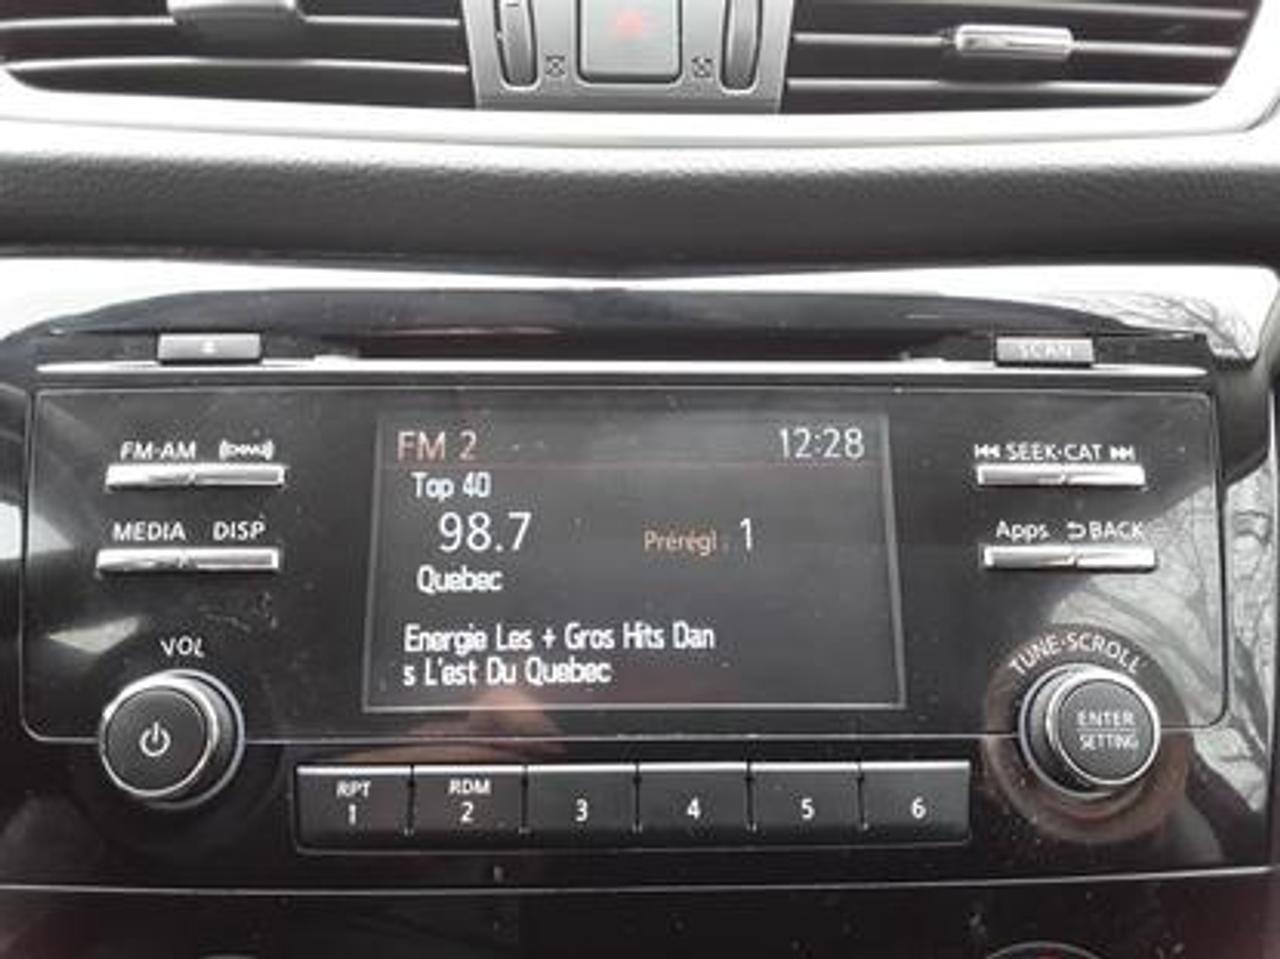 SCAN
FM·AM
FM 2
12:28
SEEK·CAT
Top 40
98.7
Prérégl. 1
MEDIA DISP
Apps BACK
Quebec
Energie Les + Gros Hits Dan
s L'est Du Quebec
VOL
TUNE·SCROLL
ENTER
SETTING
RPT
1
RDM
2
3
4
5
6